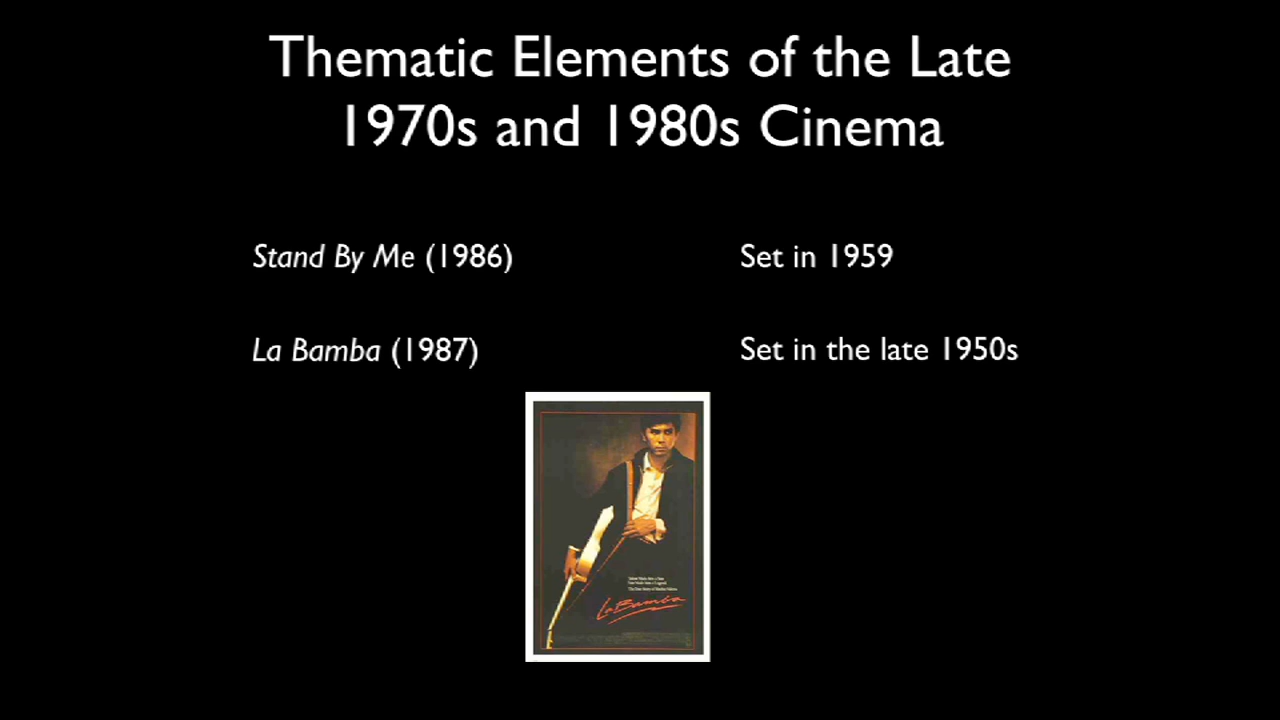 Thematic Elements of the Late
1970s and 1980s Cinema
Stand By Me (1986)
Set in 1959
La Bamba (1987)
Set in the late 1950s
La Bamba